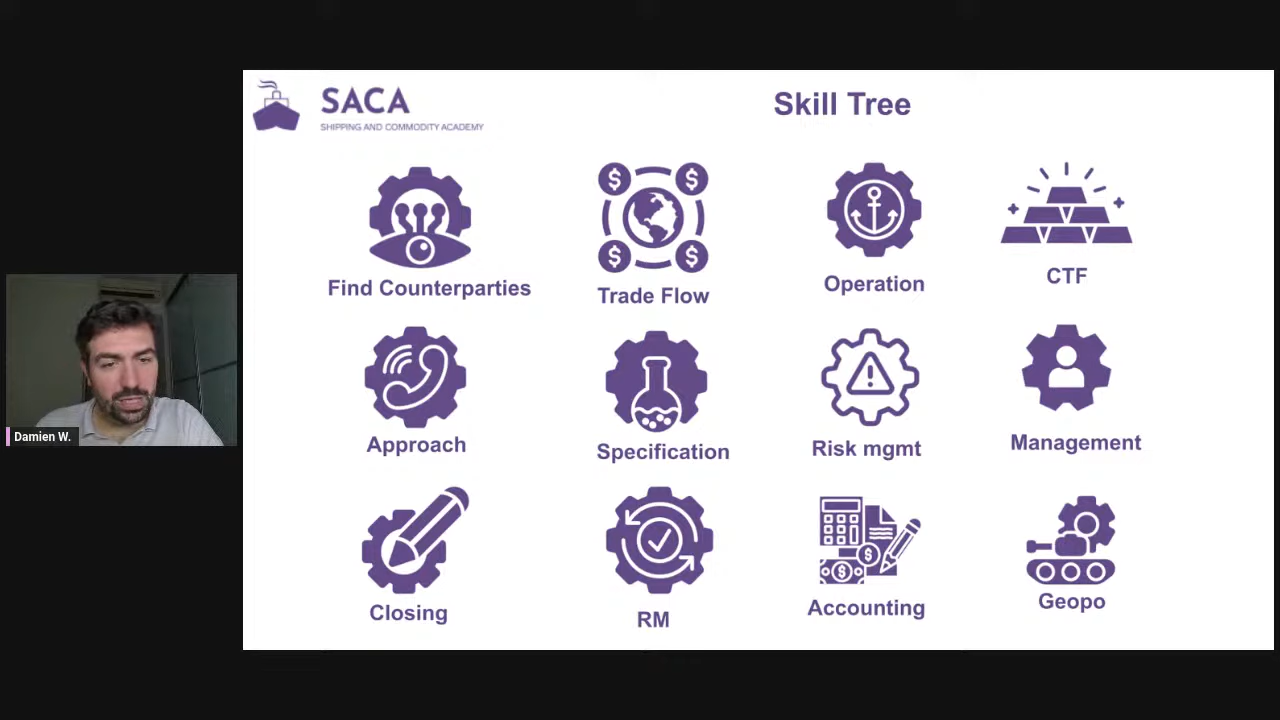 SACA
SHIPPING AND COMMODITY ACADEMY
Skill Tree
Find Counterparties
Trade Flow
Operation
CTF
Approach
Specification
Risk mgmt
Management
Closing
RM
Accounting
Geopo
Damien W.